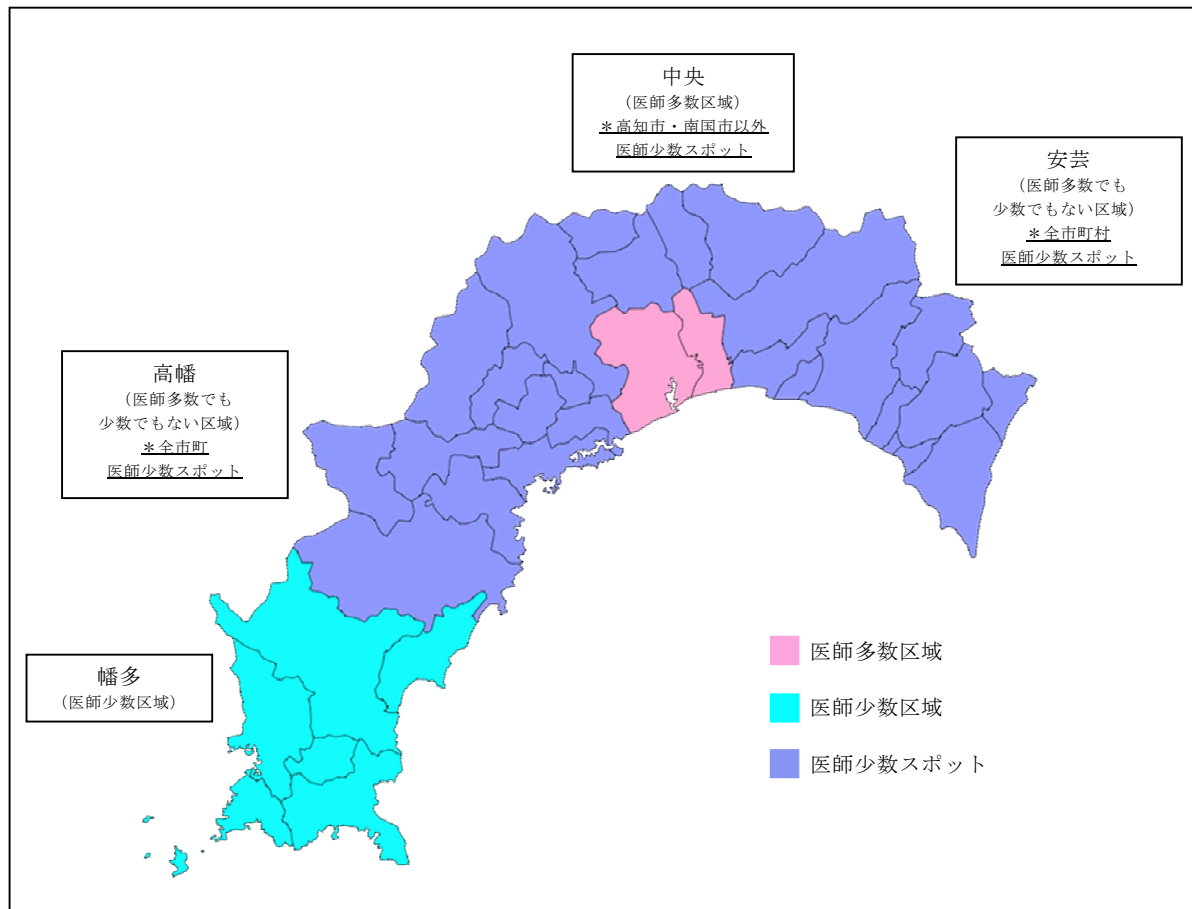 中央
（医師多数区域）
＊高知市・南国市以外
医師少数スポット
安芸
（医師多数でも
少数でもない区域）
＊全市町村
医師少数スポット
高幡
（医師多数でも
少数でもない区域）
＊全市町
医師少数スポット
幡多
（医師少数区域）
医師多数区域
医師少数区域
医師少数スポット